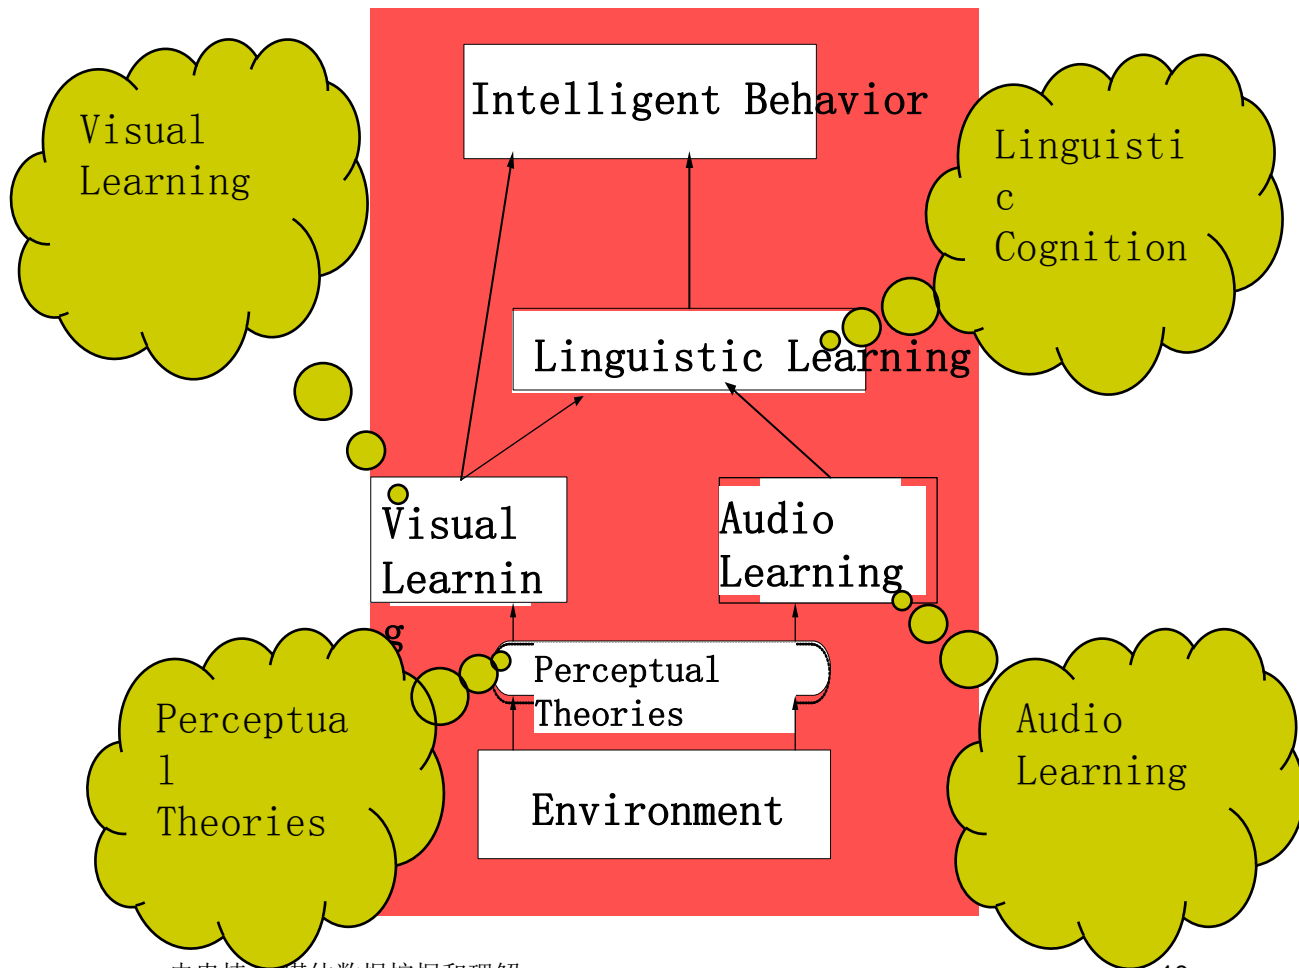 Visual
Learning
Intelligent Behavior
Linguisti
c
Cognition
Linguistic Learning
Visual
Learnin
g
Audio
Learning
Perceptual
Theories
Perceptua
l
Theories
Audio
Learning
Environment